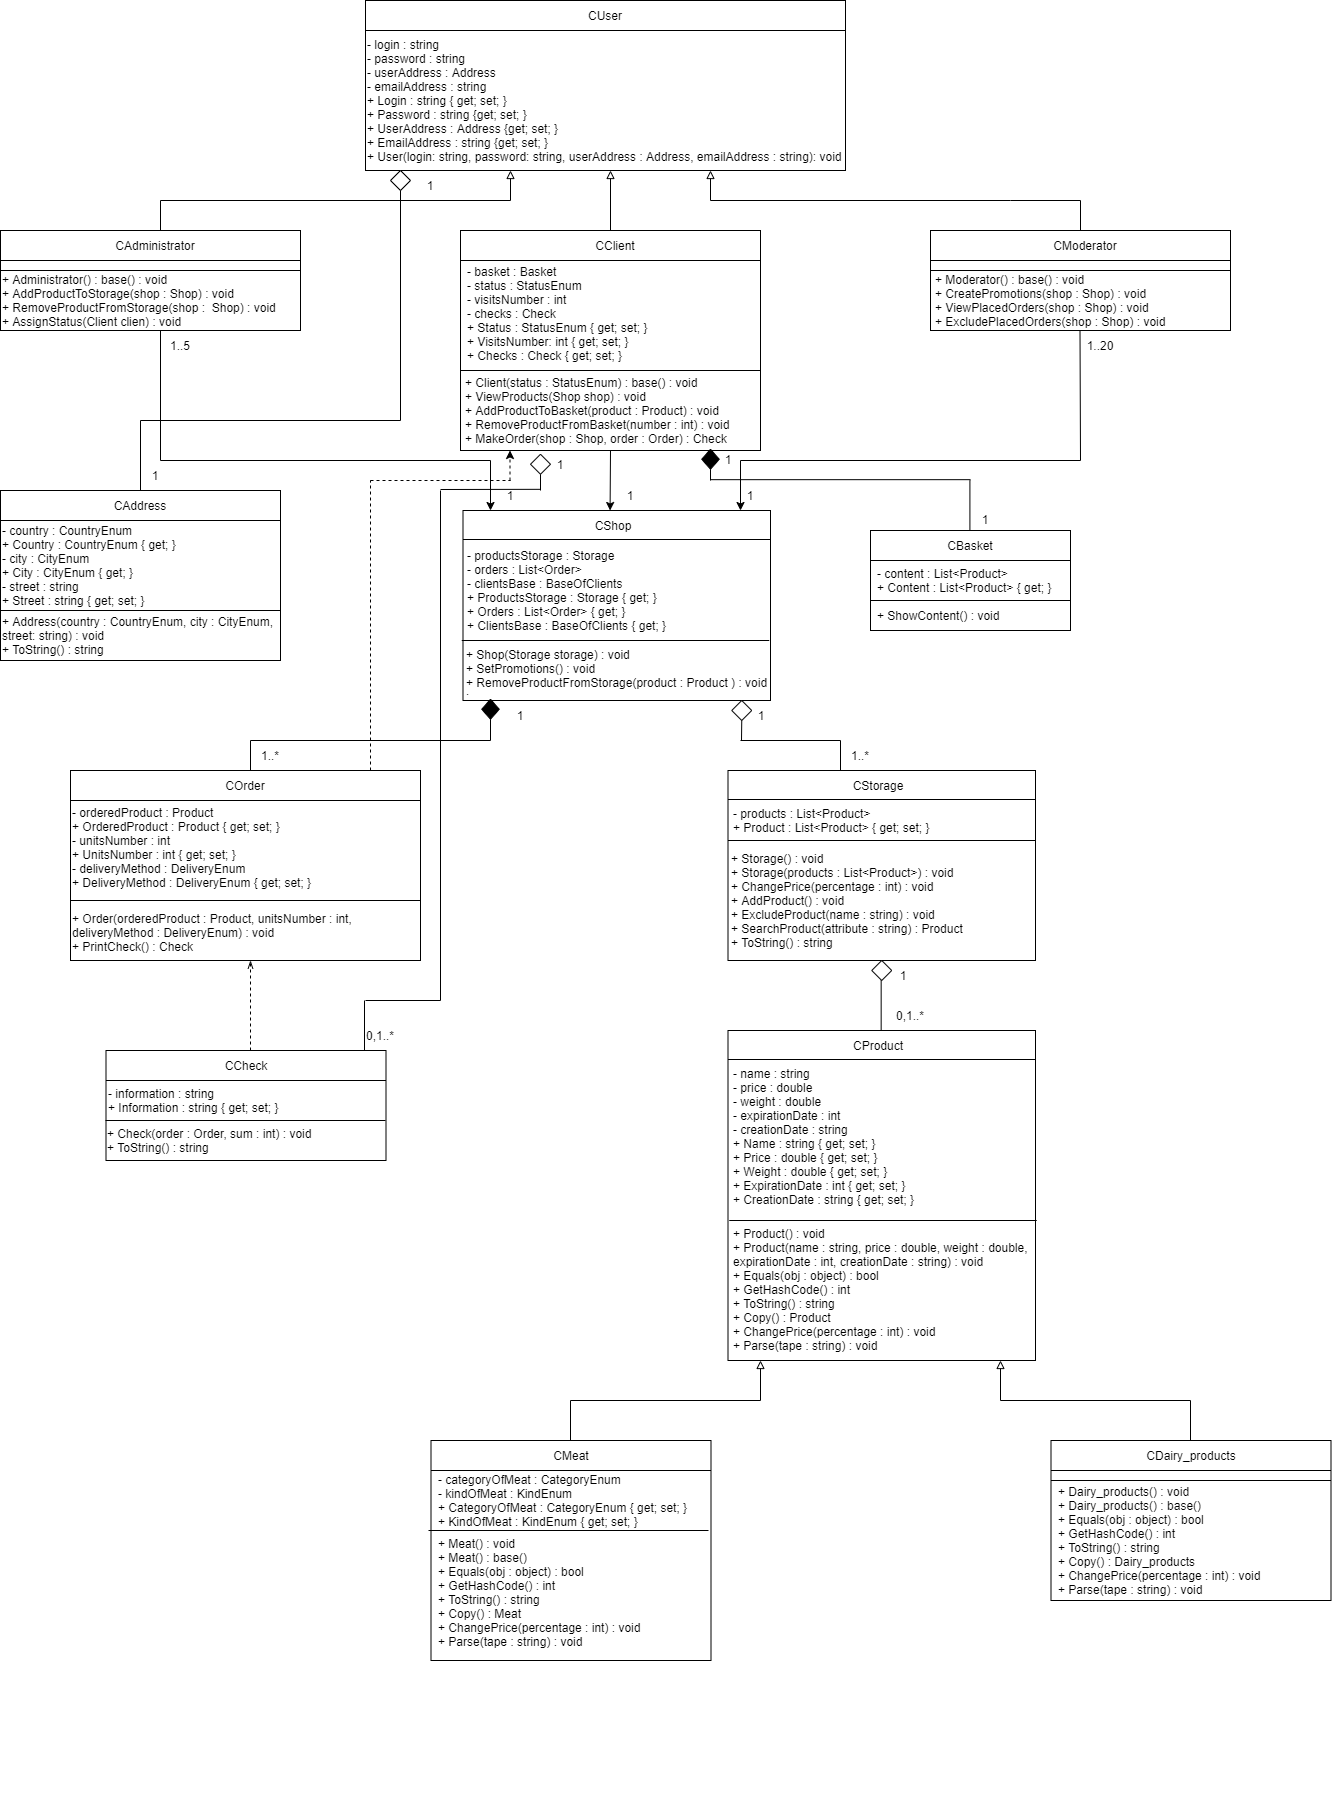 CUser
- login : string
- password : string
- userAddress : Address
- emailAddress : string
+ Login : string { get; set; }
+ Password : string {get; set; }
+ UserAddress : Address {get; set; }
+ EmailAddress : string {get; set; }
+ User(login: string, password: string, userAddress : Address, emailAddress : string): void
1
CAdministrator
+ Administrator() : base() : void
+ AddProductToStorage(shop : Shop) : void
+ RemoveProductFromStorage(shop :  Shop) : void
+ AssignStatus(Client clien) : void
1..5
CClient
- basket : Basket
- status : StatusEnum
- visitsNumber : int
- checks : Check
+ Status : StatusEnum { get; set; }
+ VisitsNumber: int { get; set; }
+ Checks : Check { get; set; }
+ Client(status : StatusEnum) : base() : void
+ ViewProducts(Shop shop) : void
+ AddProductToBasket(product : Product) : void
+ RemoveProductFromBasket(number : int) : void
+ MakeOrder(shop : Shop, order : Order) : Check
1
1
CModerator
+ Moderator() : base() : void
+ CreatePromotions(shop : Shop) : void
+ ViewPlacedOrders(shop : Shop) : void
+ ExcludePlacedOrders(shop : Shop) : void
1..20
1
CAddress
- country : CountryEnum
+ Country : CountryEnum { get; }
- city : CityEnum
+ City : CityEnum { get; }
- street : string
+ Street : string { get; set; }
+ Address(country : CountryEnum, city : CityEnum,
street: string) : void
+ ToString() : string
1
1
1
CShop
- productsStorage : Storage
- orders : List<Order>
- clientsBase : BaseOfClients
+ ProductsStorage : Storage { get; }
+ Orders : List<Order> { get; }
+ ClientsBase : BaseOfClients { get; }
+ Shop(Storage storage) : void
+ SetPromotions() : void
+ RemoveProductFromStorage(product : Product ) : void
1
1
1
CBasket
- content : List<Product>
+ Content : List<Product> { get; }
+ ShowContent() : void
1..*
COrder
- orderedProduct : Product
+ OrderedProduct : Product { get; set; }
- unitsNumber : int
+ UnitsNumber : int { get; set; }
- deliveryMethod : DeliveryEnum
+ DeliveryMethod : DeliveryEnum { get; set; }
+ Order(orderedProduct : Product, unitsNumber : int,
deliveryMethod : DeliveryEnum) : void
+ PrintCheck() : Check
1..*
CStorage
- products : List<Product>
+ Product : List<Product> { get; set; }
+ Storage() : void
+ Storage(products : List<Product>) : void
+ ChangePrice(percentage : int) : void
+ AddProduct() : void
+ ExcludeProduct(name : string) : void
+ SearchProduct(attribute : string) : Product
+ ToString() : string
1
0,1..*
0,1..*
CCheck
- information : string
+ Information : string { get; set; }
+ Check(order : Order, sum : int) : void
+ ToString() : string
CProduct
- name : string
- price : double
- weight : double
- expirationDate : int
- creationDate : string
+ Name : string { get; set; }
+ Price : double { get; set; }
+ Weight : double { get; set; }
+ ExpirationDate : int { get; set; }
+ CreationDate : string { get; set; }
+ Product() : void
+ Product(name : string, price : double, weight : double,
expirationDate : int, creationDate : string) : void
+ Equals(obj : object) : bool
+ GetHashCode() : int
+ ToString() : string
+ Copy() : Product
+ ChangePrice(percentage : int) : void
+ Parse(tape : string) : void
CMeat
- categoryOfMeat : CategoryEnum
- kindOfMeat : KindEnum
+ CategoryOfMeat : CategoryEnum { get; set; }
+ KindOfMeat : KindEnum { get; set; }
+ Meat() : void
+ Meat() : base()
+ Equals(obj : object) : bool
+ GetHashCode() : int
+ ToString() : string
+ Copy() : Meat
+ ChangePrice(percentage : int) : void
+ Parse(tape : string) : void
CDairy_products
+ Dairy_products() : void
+ Dairy_products() : base()
+ Equals(obj : object) : bool
+ GetHashCode() : int
+ ToString() : string
+ Copy() : Dairy_products
+ ChangePrice(percentage : int) : void
+ Parse(tape : string) : void